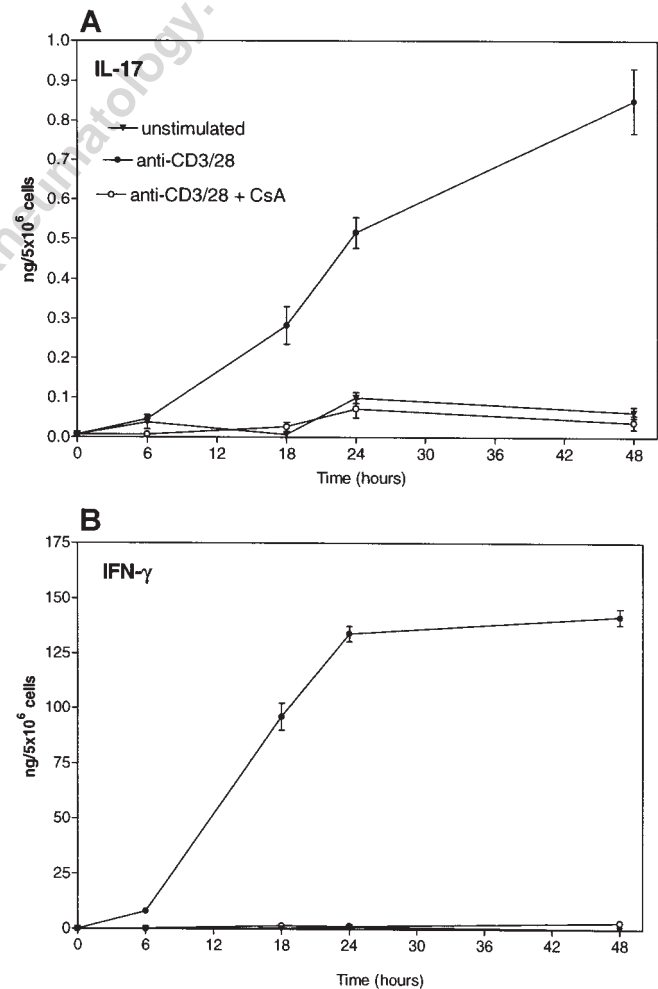 A
IL-17
unstimulated
anti-CD3/28
anti-CD3/28 + CsA
1.0
0.9
0.8
0.7
0.6
0.5
0.4
0.3
0.2
0.1
0.0
ng/5x10⁶ cells
0 6 12 18 24 30 36 42 48
Time (hours)
B
IFN-γ
175
150
125
100
75
50
25
0
ng/5x10⁶ cells
0 6 12 18 24 30 36 42 48
Time (hours)